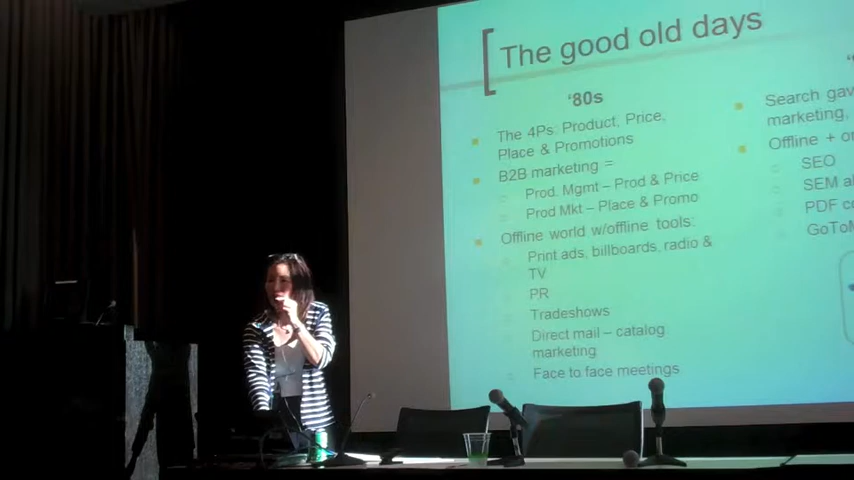 The good old days
'80s
The 4Ps: Product, Price,
Place & Promotions
B2B marketing =
Prod. Mgmt – Prod & Price
Prod Mkt – Place & Promo
Offline world w/offline tools:
Print ads, billboards, radio &
TV
PR
Tradeshows
Direct mail – catalog
marketing
Face to face meetings
Search gav
marketing,
Offline + o
SEO
SEM a
PDF c
GoToM